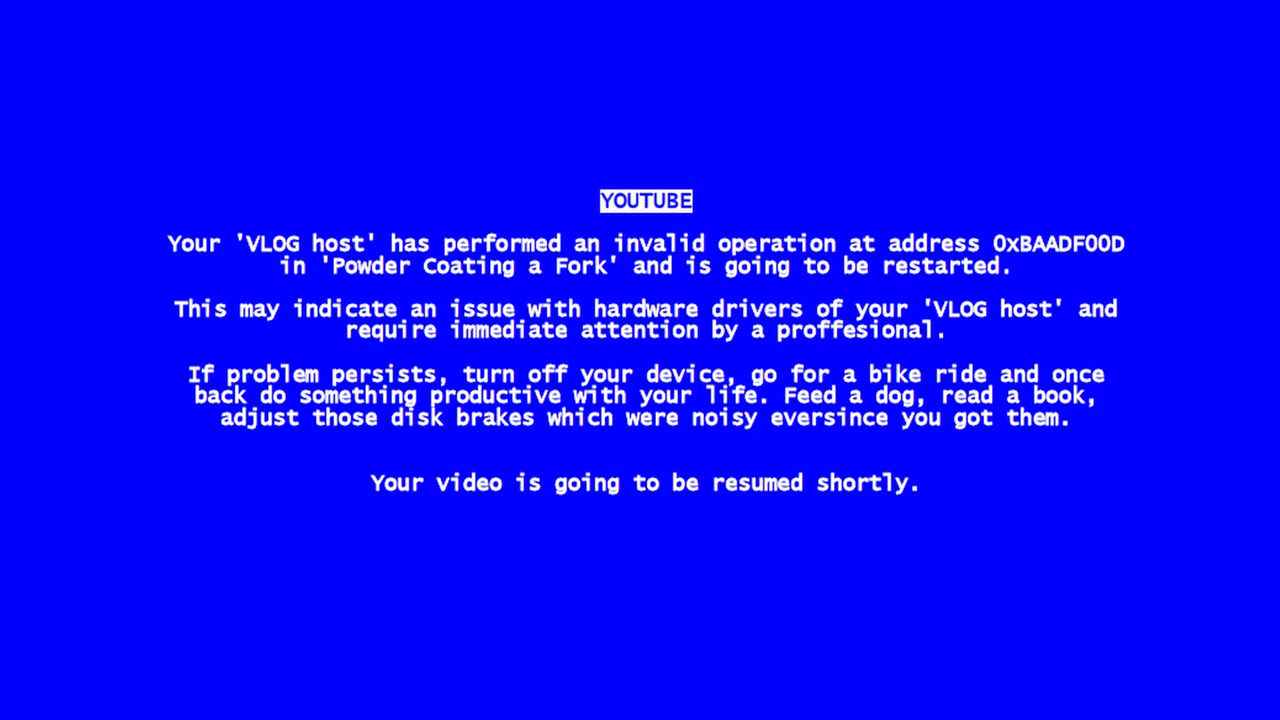 YOUTUBE
Your 'VLOG host' has performed an invalid operation at address 0xBAADF00D
in 'Powder Coating a Fork' and is going to be restarted.
This may indicate an issue with hardware drivers of your 'VLOG host' and
require immediate attention by a proffesional.
If problem persists, turn off your device, go for a bike ride and once
back do something productive with your life. Feed a dog, read a book,
adjust those disk brakes which were noisy eversince you got them.
Your video is going to be resumed shortly.